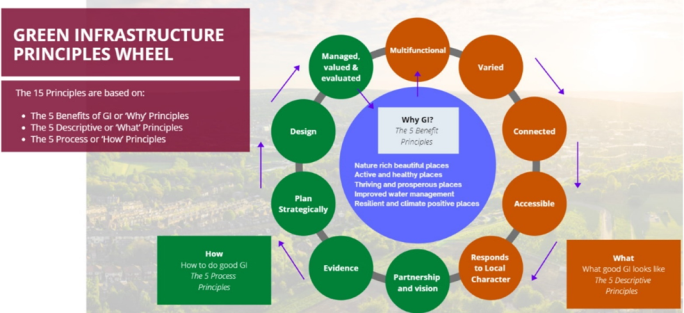 GREEN INFRASTRUCTURE
PRINCIPLES WHEEL
The 15 Principles are based on:
• The 5 Benefits of GI or ‘Why’ Principles
• The 5 Descriptive or ‘What’ Principles
• The 5 Process or ‘How’ Principles
Multifunctional
Varied
Connected
Accessible
Responds
to Local
Character
Partnership
and vision
Evidence
Plan
Strategically
Design
Managed,
valued &
evaluated
Why GI?
The 5 Benefit
Principles
Nature rich beautiful places
Active and healthy places
Thriving and prosperous places
Improved water management
Resilient and climate positive places
How
How to do good GI
The 5 Process
Principles
What
What good GI looks like
The 5 Descriptive
Principles